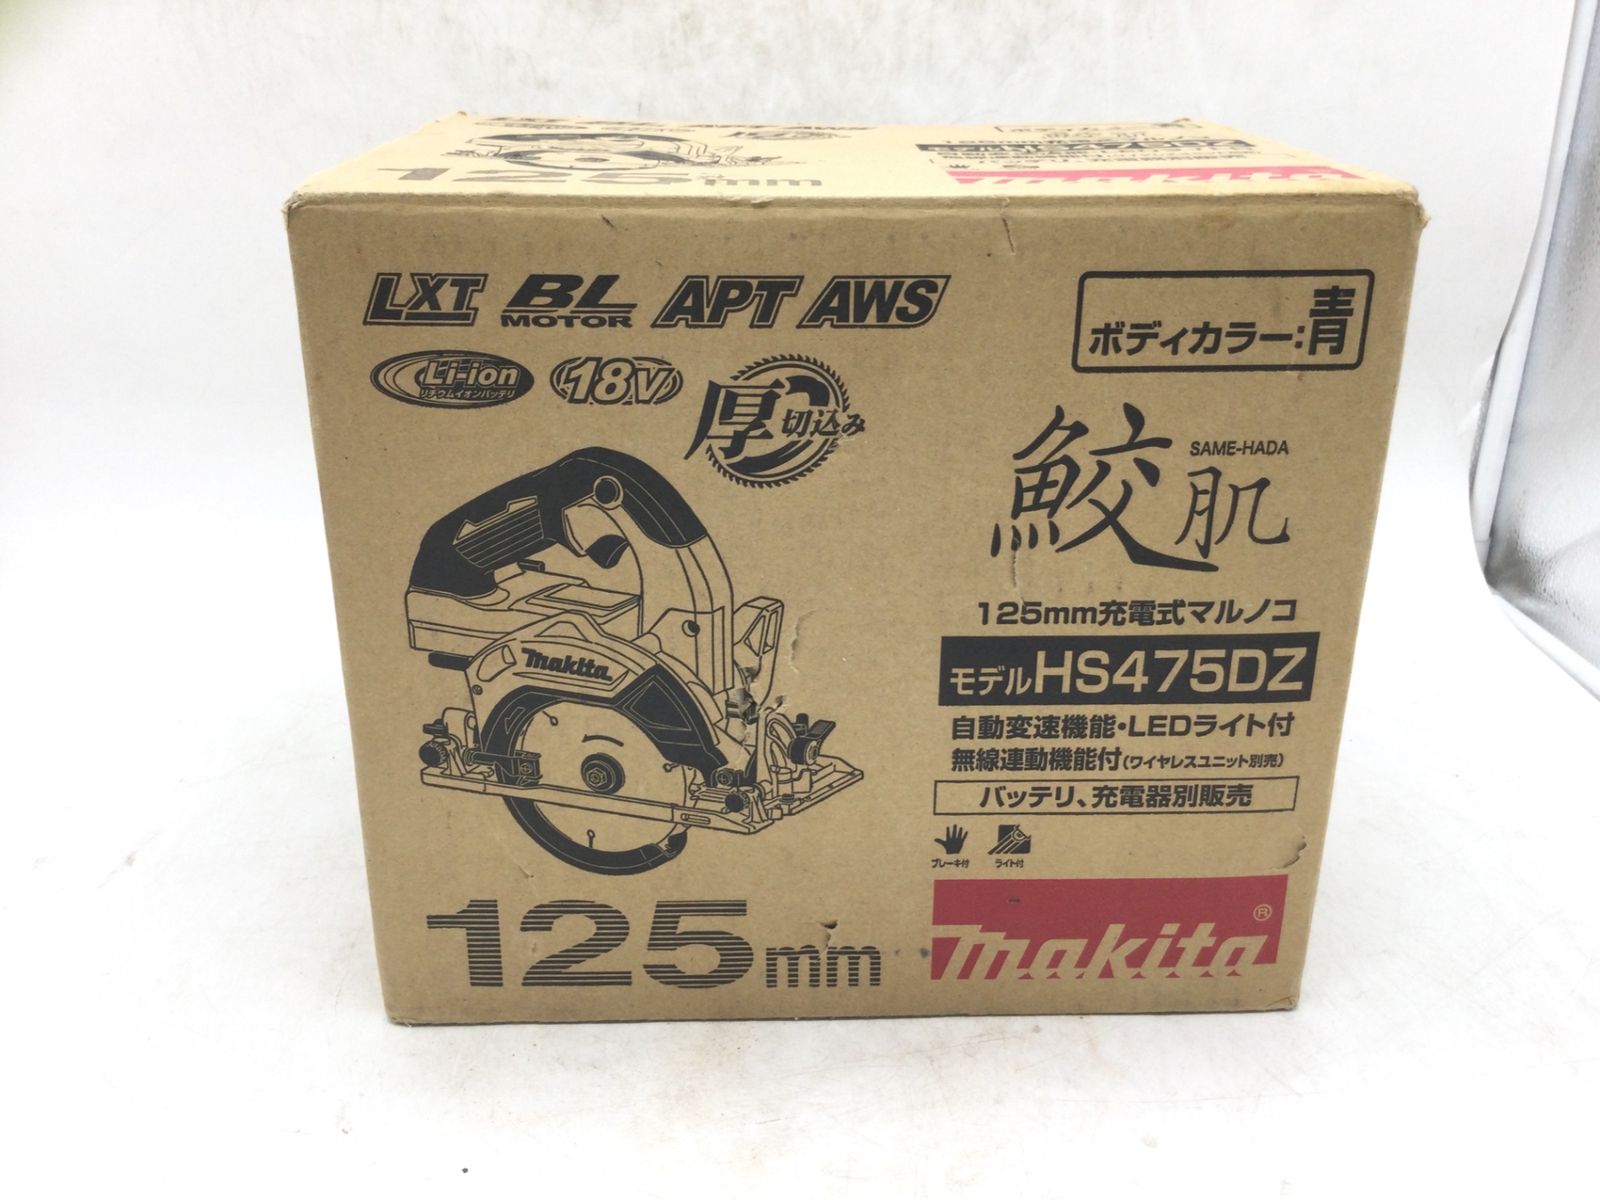 LXT BL MOTOR APT AWS
ボディカラー:青
Li-ion
リチウムイオンバッテリ
18V
厚切込み
鮫肌
SAME-HADA
makita
125mm充電式マルノコ
モデルHS475DZ
自動変速機能・LEDライト付
無線連動機能付(ワイヤレスユニット別売)
バッテリ、充電器別販売
ブレーキ付
ライト付
125mm
makita®